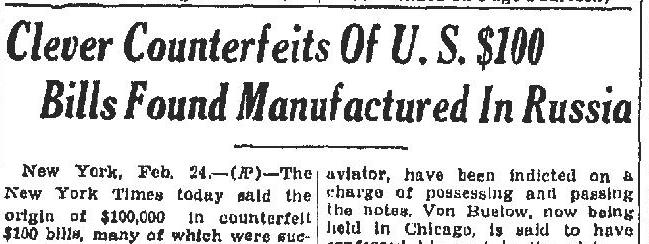 Clever Counterfeits Of U. S. $100
Bills Found Manufactured In Russia
New York, Feb. 24.—(AP)—The
New York Times today said the
origin of $100,000 in counterfeit
$100 bills, many of which were suc-
aviator, have been indicted on a
charge of possessing and passing
the notes. Von Buelow, now being
held in Chicago, is said to have